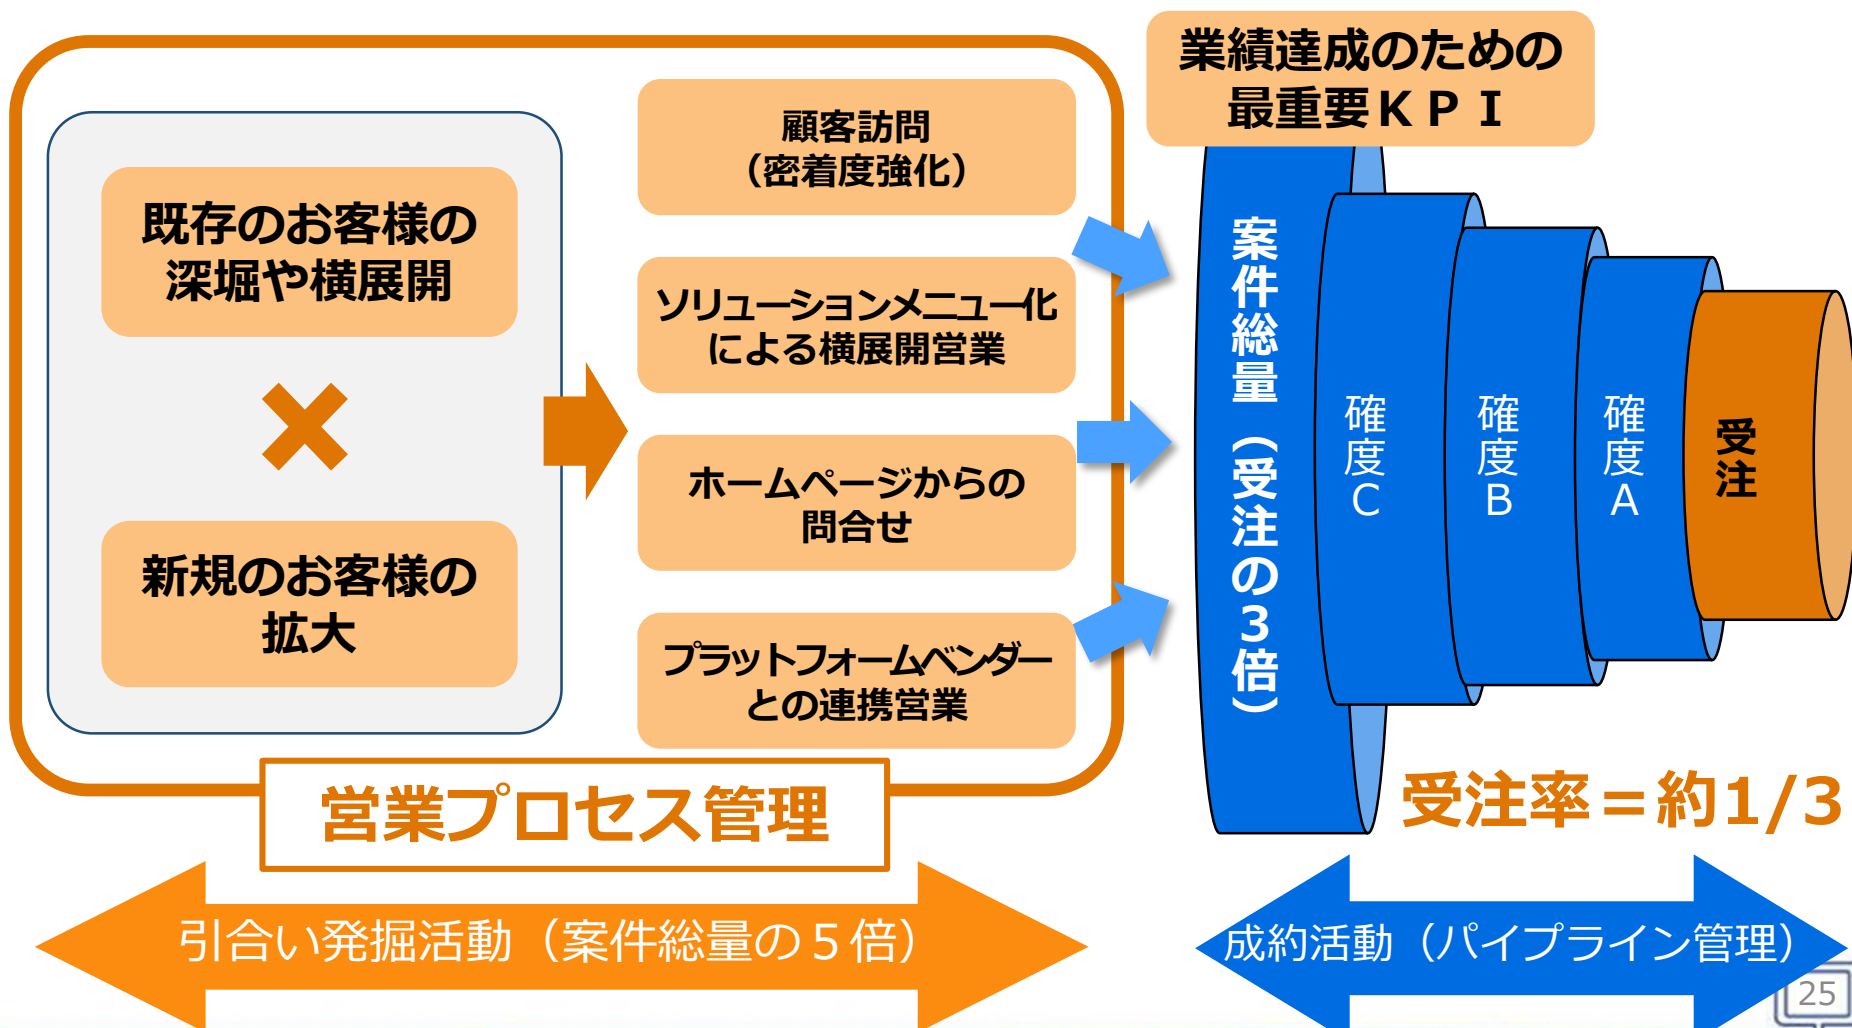 既存のお客様の
深堀や横展開
新規のお客様の
拡大
顧客訪問
（密着度強化）
ソリューションメニュー化
による横展開営業
ホームページからの
問合せ
プラットフォームベンダー
との連携営業
営業プロセス管理
引合い発掘活動（案件総量の５倍）
業績達成のための
最重要ＫＰＩ
案件総量（受注の３倍）
確度Ｃ
確度Ｂ
確度Ａ
受注
受注率＝約1/3
成約活動（パイプライン管理）
25